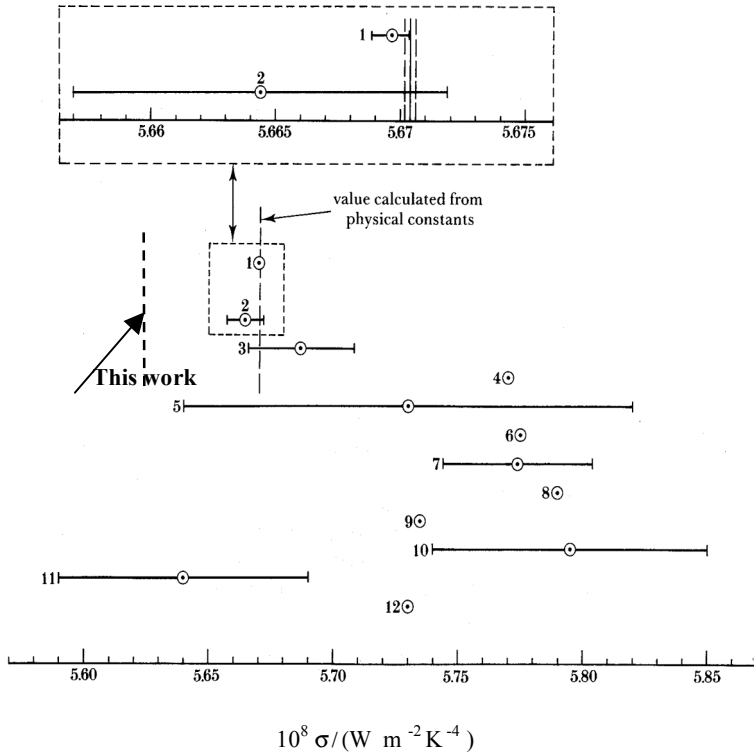 1
2
5.66 5.665 5.67 5.675
value calculated from
physical constants
1
2
3
This work
4
5
6
7
8
9
10
11
12
5.60 5.65 5.70 5.75 5.80 5.85
10⁸ σ/(W m⁻²K⁻⁴)